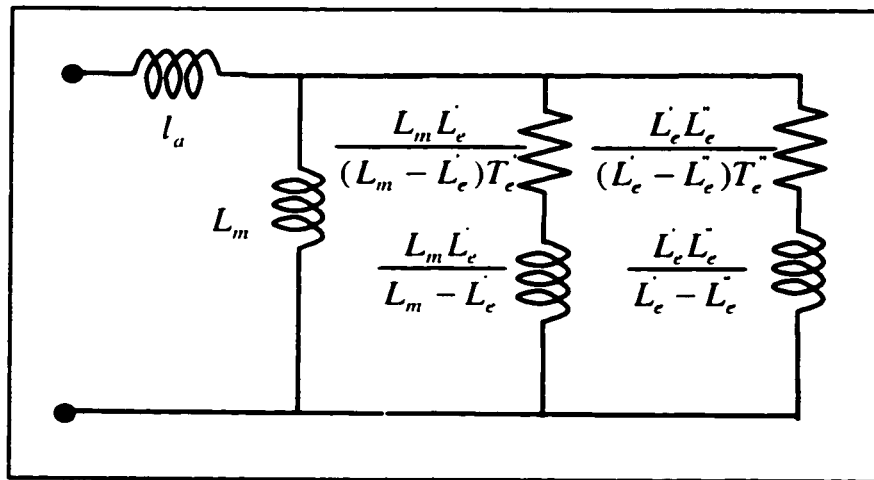 l_a
L_m
L_m L_e'
(L_m − L_e')T_e'
L_m L_e'
L_m − L_e'
L_e' L_e''
(L_e' − L_e'')T_e''
L_e' L_e''
L_e' − L_e''